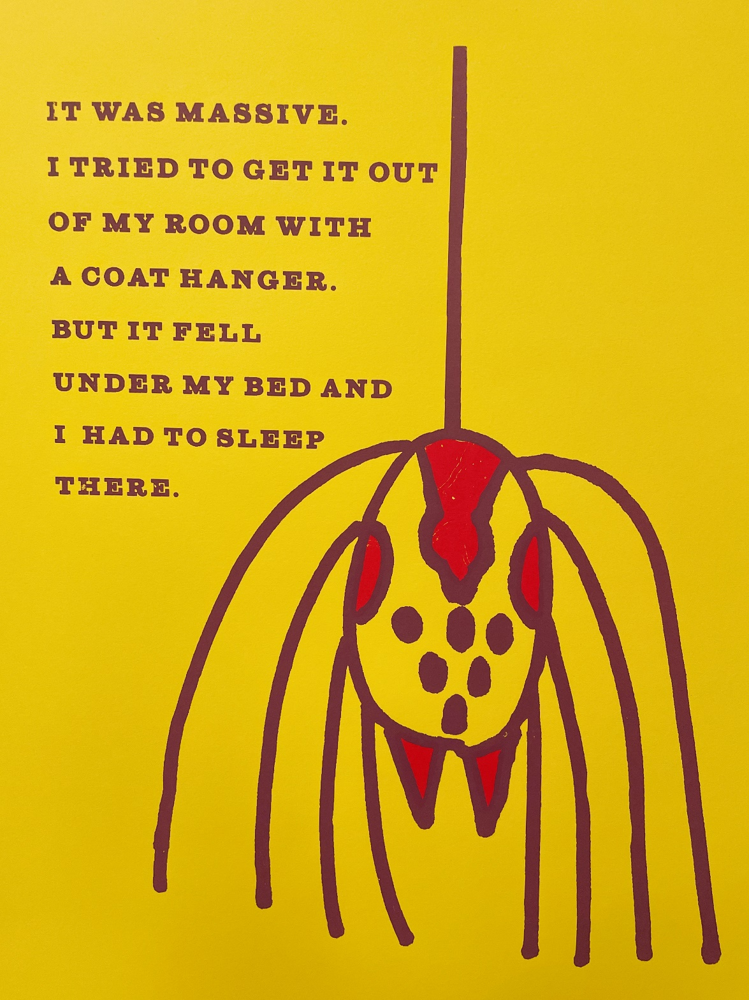 IT WAS MASSIVE.
I TRIED TO GET IT OUT
OF MY ROOM WITH
A COAT HANGER.
BUT IT FELL
UNDER MY BED AND
I HAD TO SLEEP
THERE.